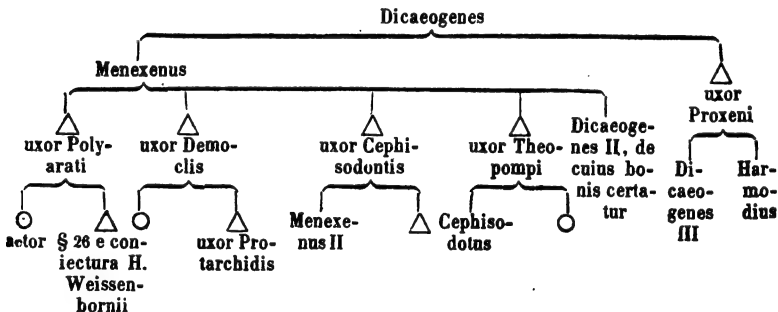 Dicaeogenes
Menexenus
uxor
Proxeni
uxor Poly-
arati
uxor Demo-
clis
uxor Cephi-
sodontis
uxor Theo-
pompi
Dicaeoge-
nes II, de
cuius bo-
nis certa-
tur
Di-
caeo-
genes
III
Har-
mo-
dius
actor
§ 26 e con-
iectura H.
Weissen-
bornii
uxor Pro-
tarchidis
Menexe-
nus II
Cephiso-
dotus